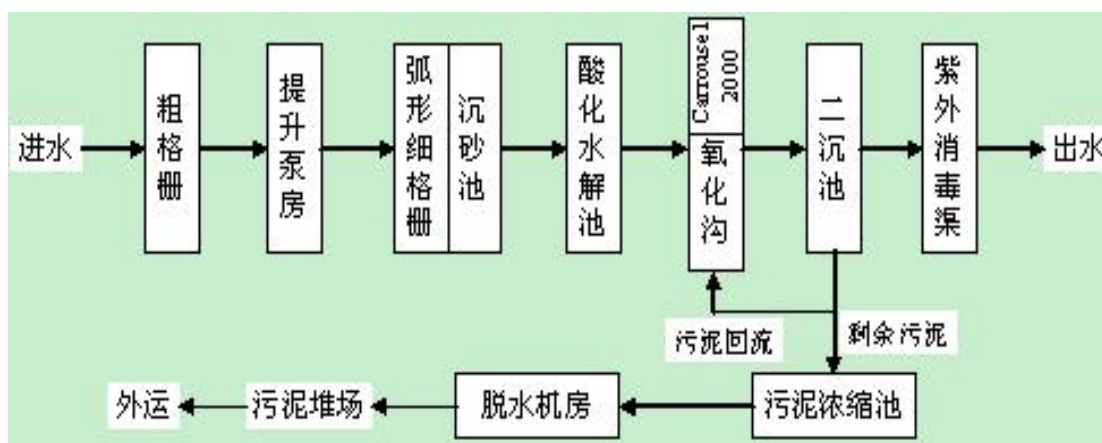 进水
粗格栅
提升泵房
弧形细格栅
沉砂池
酸化水解池
Carrousel
2000
氧化沟
二沉池
紫外消毒渠
出水
污泥回流
剩余污泥
外运
污泥堆场
脱水机房
污泥浓缩池